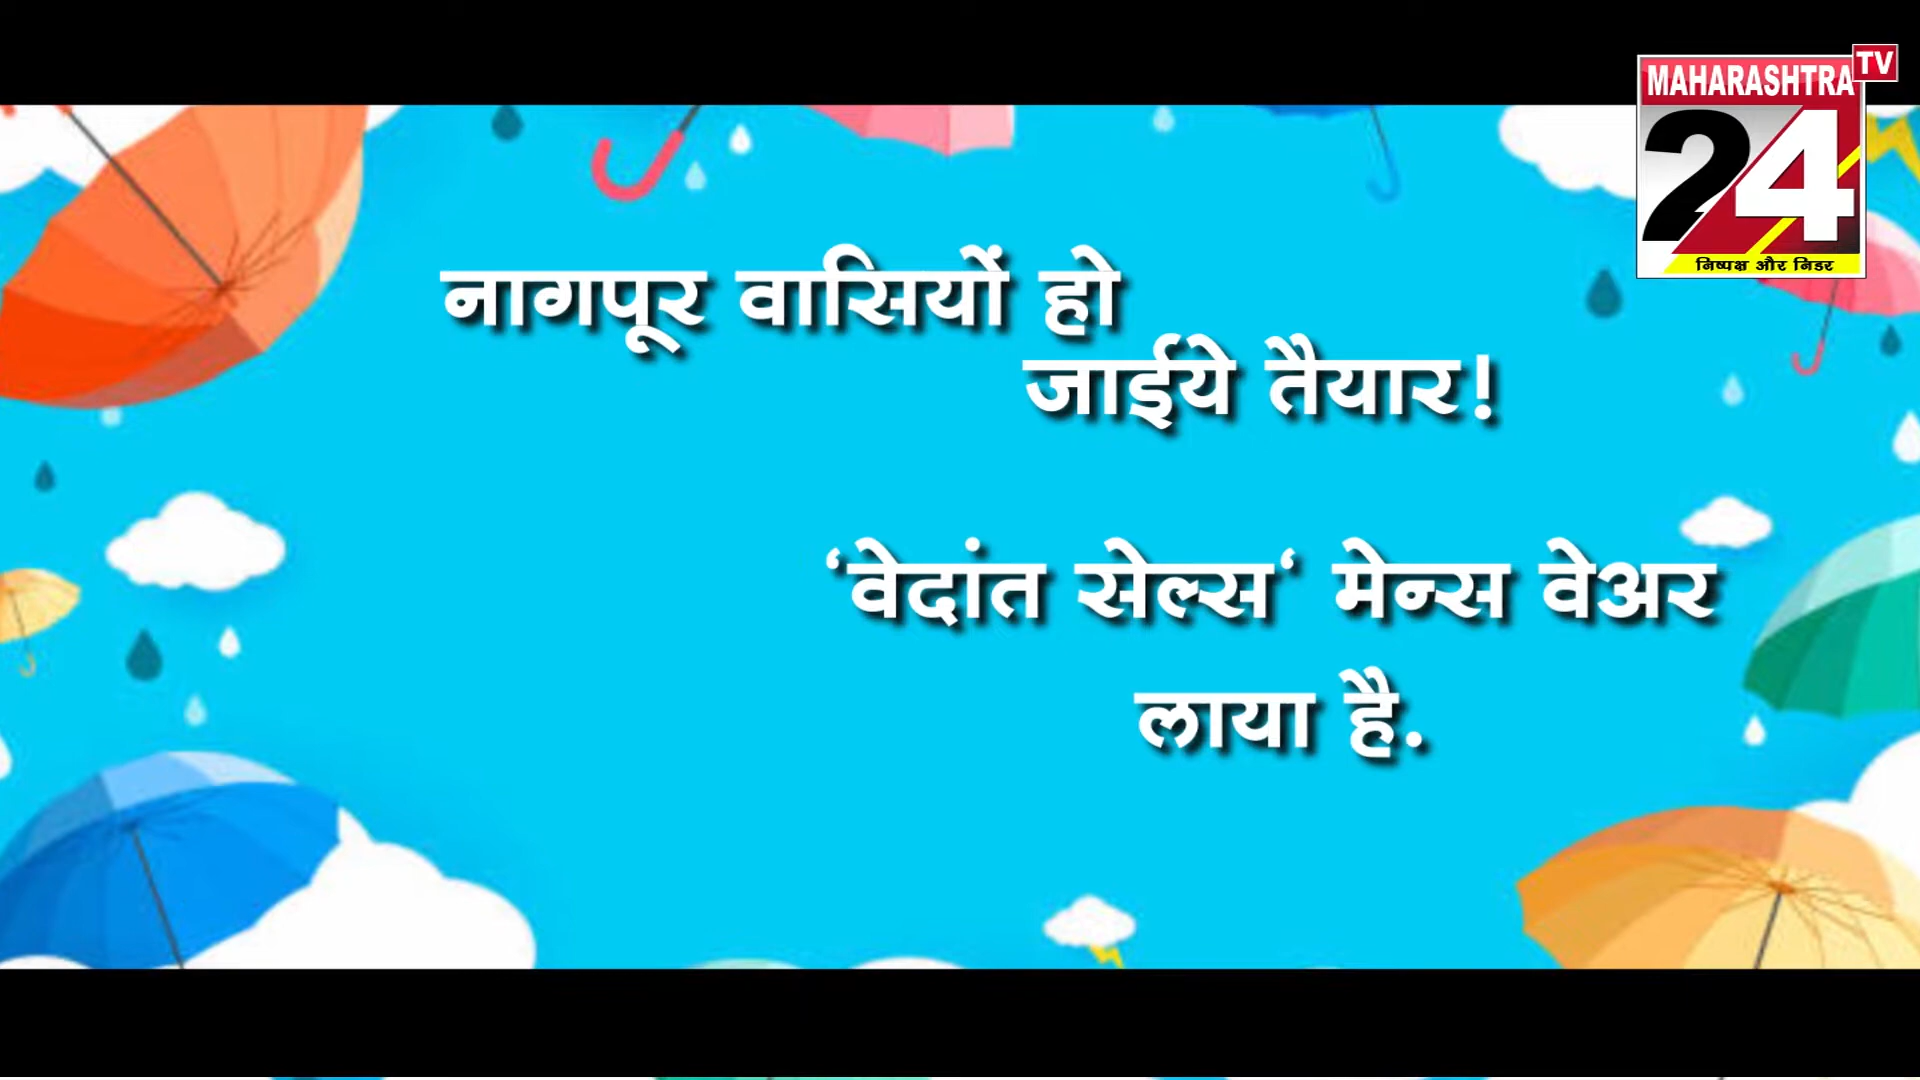 MAHARASHTRA TV
24
निष्पक्ष और निडर
नागपूर वासियों हो
जाईये तैयार!
‘वेदांत सेल्स‘ मेन्स वेअर
लाया है.